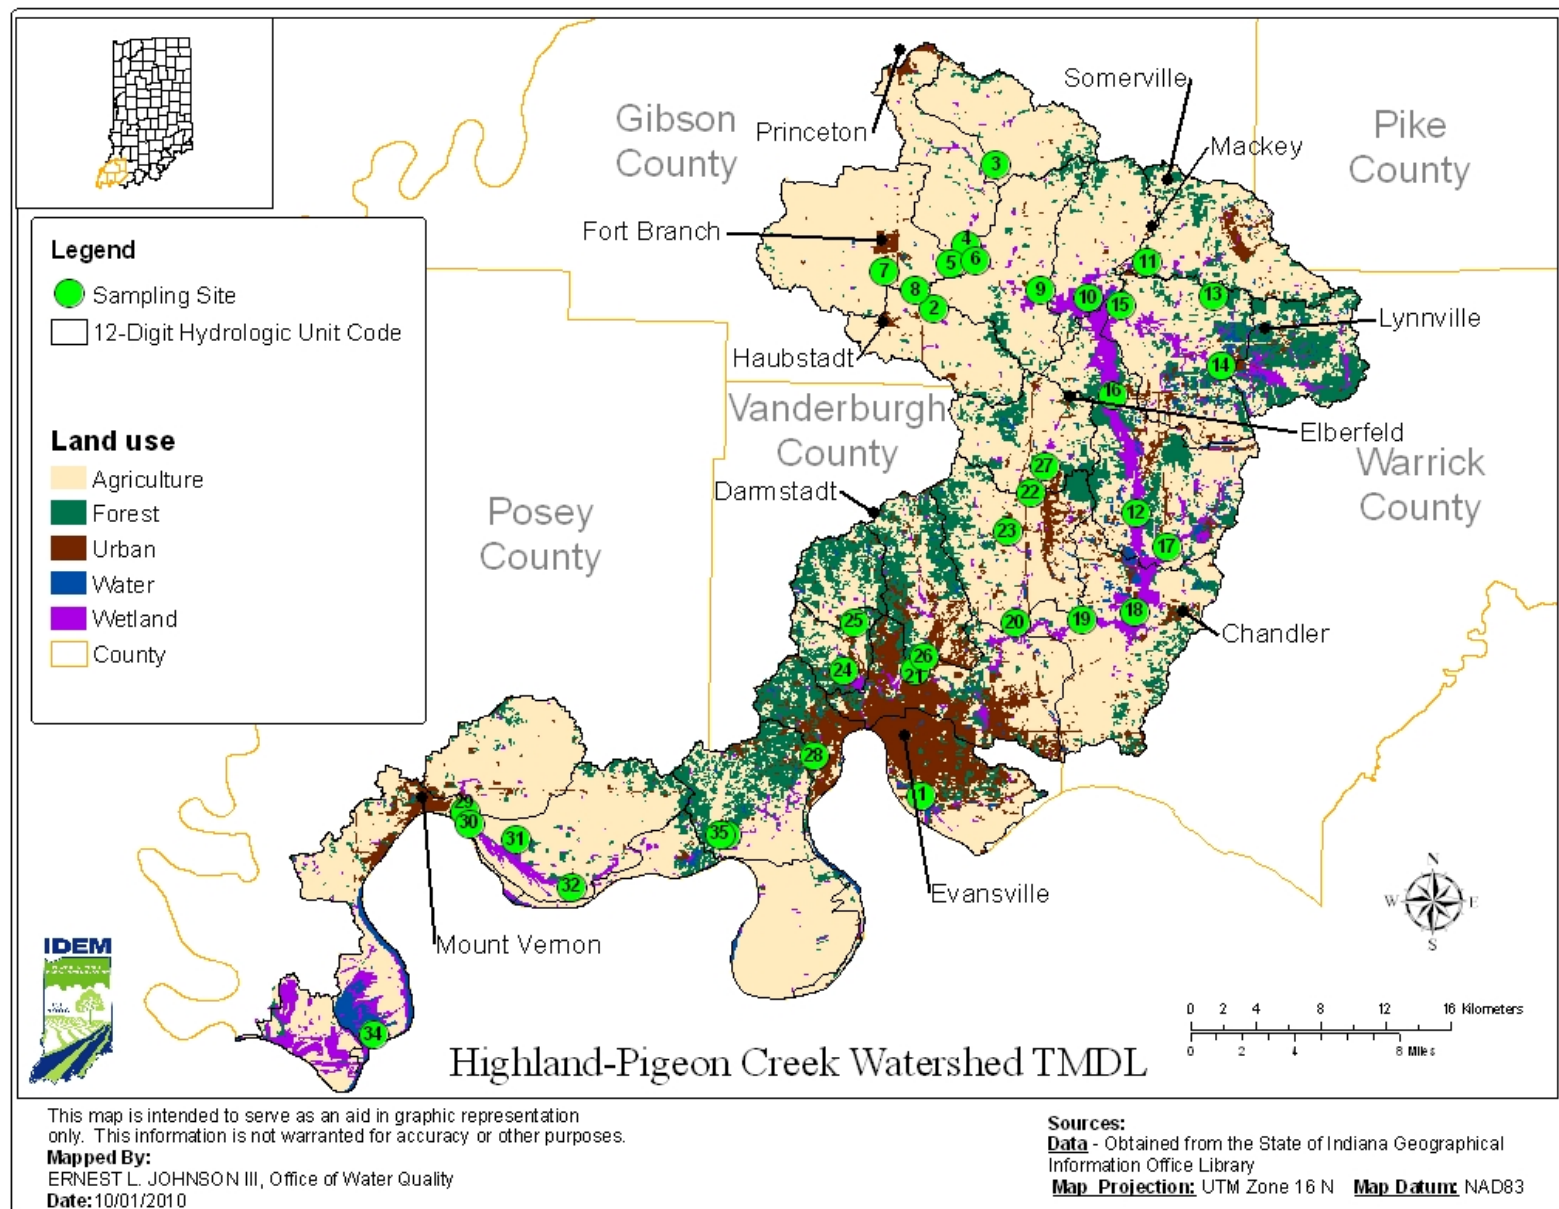 Gibson
County
Princeton
Somerville
Mackey
Pike
County
Fort Branch
Haubstadt
Lynnville
Vanderburgh
County
Elberfeld
Warrick
County
Darmstadt
Posey
County
Chandler
Evansville
Mount Vernon
3
4
5
6
7
8
2
9
10
15
11
13
14
16
27
22
23
12
17
18
19
20
25
26
24
21
28
1
29
30
31
32
35
34
Legend
Sampling Site
12-Digit Hydrologic Unit Code
Land use
Agriculture
Forest
Urban
Water
Wetland
County
N
W E
S
0 2 4 8 12 16 Kilometers
0 2 4 8 Miles
IDEM
Highland-Pigeon Creek Watershed TMDL
This map is intended to serve as an aid in graphic representation
only. This information is not warranted for accuracy or other purposes.
Mapped By:
ERNEST L. JOHNSON III, Office of Water Quality
Date:10/01/2010
Sources:
Data - Obtained from the State of Indiana Geographical
Information Office Library
Map Projection: UTM Zone 16 N Map Datum: NAD83